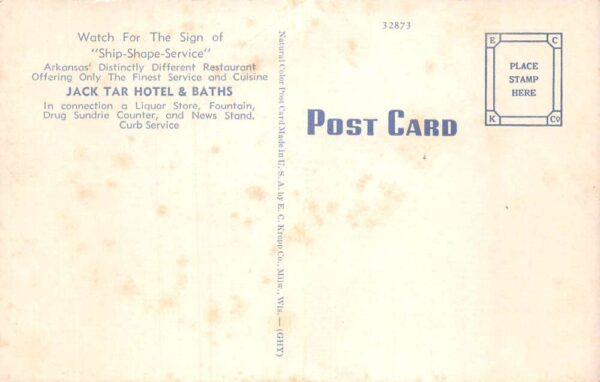 Watch For The Sign of
"Ship-Shape-Service"
Arkansas' Distinctly Different Restaurant
Offering Only The Finest Service and Cuisine
JACK TAR HOTEL & BATHS
In connection a Liquor Store, Fountain,
Drug Sundrie Counter, and News Stand.
Curb Service
Natural Color Post Card Made in U. S. A. by E. C. Kropp Co., Milw., Wis. — (GHY)
32873
POST CARD
E C
PLACE
STAMP
HERE
K Co